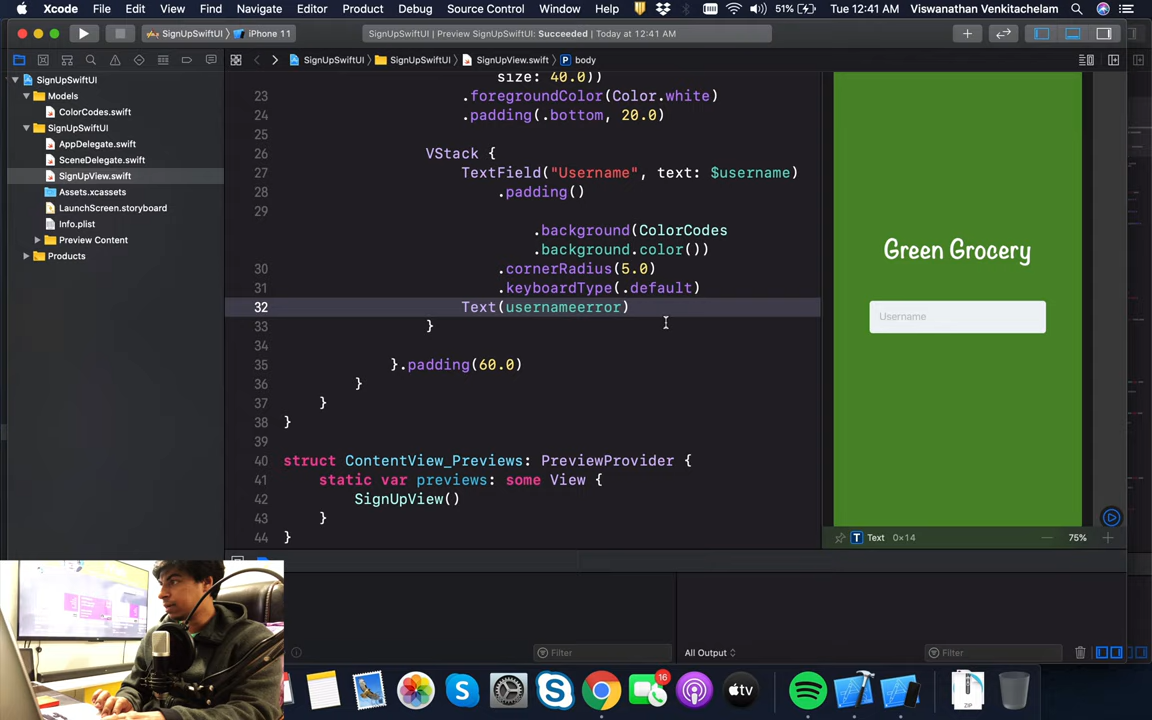 Xcode File Edit View Find Navigate Editor Product Debug Source Control Window Help 51% Tue 12:41 AM Viswanathan Venkitachelam
SignUpSwiftUI iPhone 11 SignUpSwiftUI | Preview SignUpSwiftUI: Succeeded | Today at 12:41 AM
SignUpSwiftUI SignUpSwiftUI SignUpView.swift body
SignUpSwiftUI
Models
ColorCodes.swift
SignUpSwiftUI
AppDelegate.swift
SceneDelegate.swift
SignUpView.swift
Assets.xcassets
LaunchScreen.storyboard
Info.plist
Preview Content
Products
size: 40.0))
23 .foregroundColor(Color.white)
24 .padding(.bottom, 20.0)
25
26 VStack {
27 TextField("Username", text: $username)
28 .padding()
29
.background(ColorCodes
.background.color())
30 .cornerRadius(5.0)
31 .keyboardType(.default)
32 Text(usernameerror)
33 }
34
35 }.padding(60.0)
36 }
37 }
38 }
39
40 struct ContentView_Previews: PreviewProvider {
41 static var previews: some View {
42 SignUpView()
43 }
44 }
Green Grocery
Username
T Text 0×14 75%
Filter All Output Filter
16
tv
ZIP